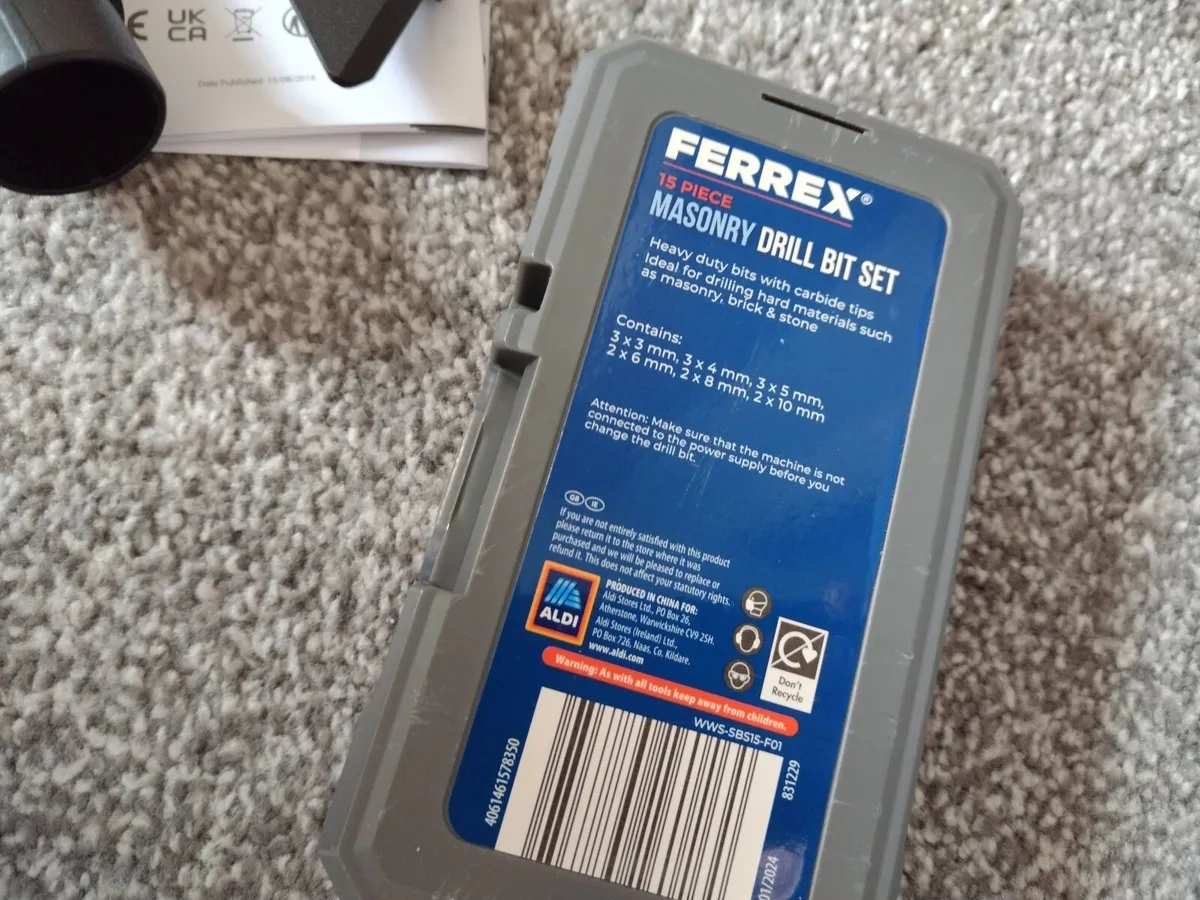 CE
UK
CA
Date Published: 15/08/2018
FERREX®
15 PIECE
MASONRY DRILL BIT SET
Heavy duty bits with carbide tips
Ideal for drilling hard materials such
as masonry, brick & stone
Contains:
3 x 3 mm, 3 x 4 mm, 3 x 5 mm,
2 x 6 mm, 2 x 8 mm, 2 x 10 mm
Attention: Make sure that the machine is not
connected to the power supply before you
change the drill bit.
GB IE
If you are not entirely satisfied with this product
please return it to the store where it was
purchased and we will be pleased to replace or
refund it. This does not affect your statutory rights.
ALDI
PRODUCED IN CHINA FOR:
Aldi Stores Ltd., PO Box 26,
Atherstone, Warwickshire CV9 2SH.
Aldi Stores (Ireland) Ltd.,
PO Box 726, Naas, Co. Kildare.
www.aldi.com
Don't
Recycle
Warning: As with all tools keep away from children.
WWS-SBS15-F01
4061461578350
831229
01/2024